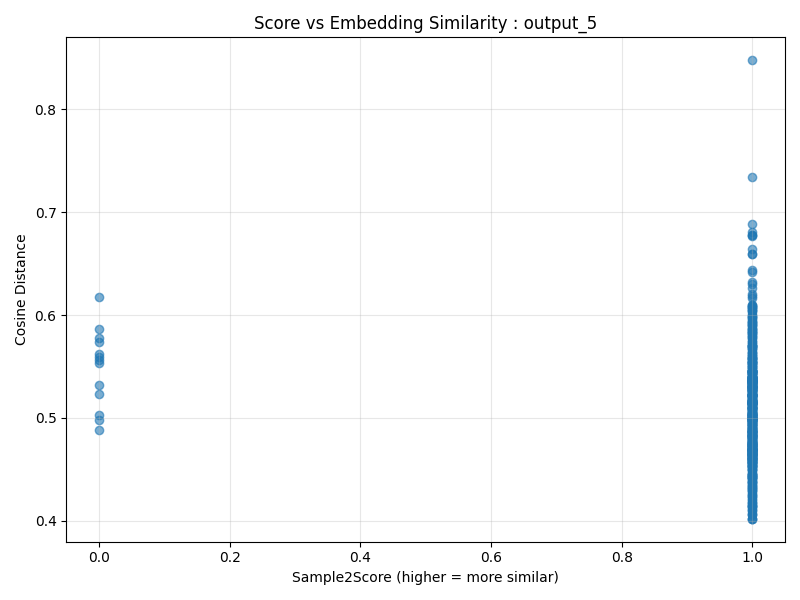 Score vs Embedding Similarity : output_5
Cosine Distance
0.8
0.7
0.6
0.5
0.4
0.0 0.2 0.4 0.6 0.8 1.0
Sample2Score (higher = more similar)